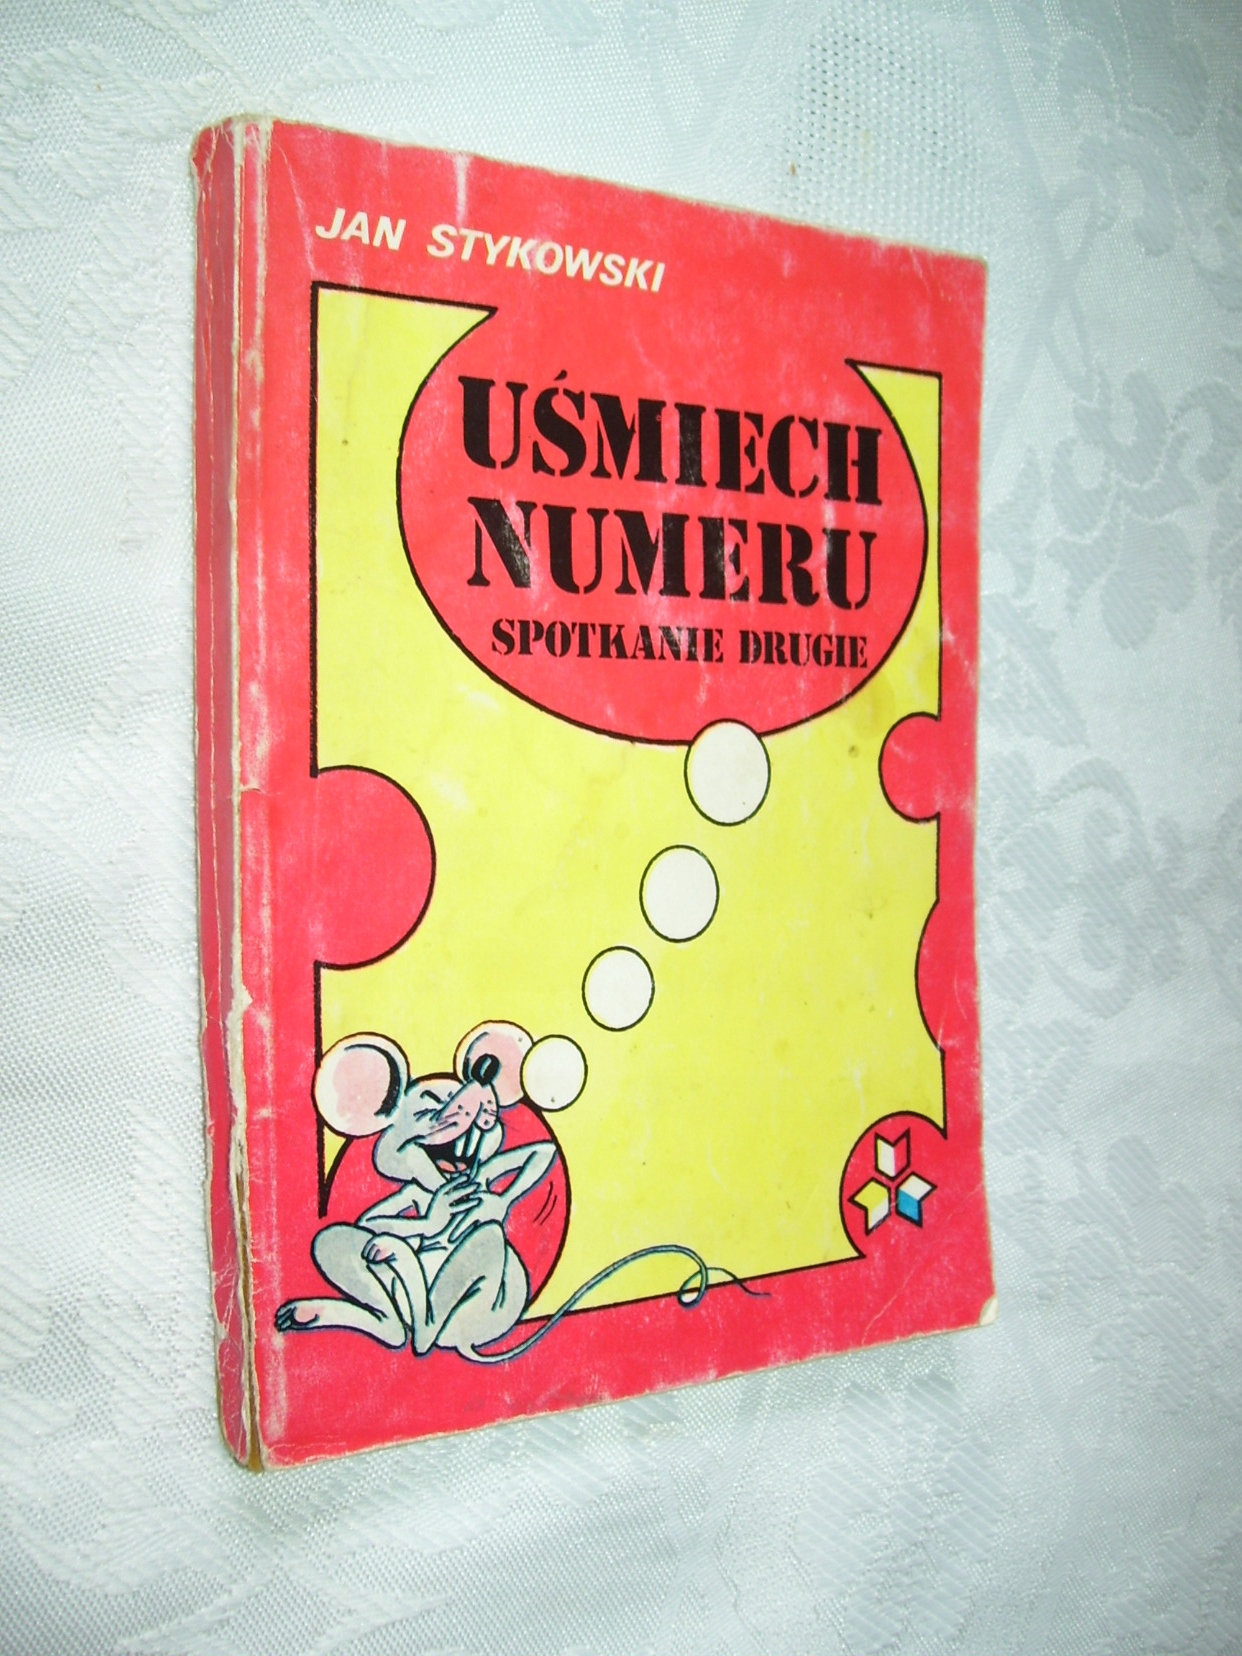 JAN STYKOWSKI
UŚMIECH
NUMERU
SPOTKANIE DRUGIE